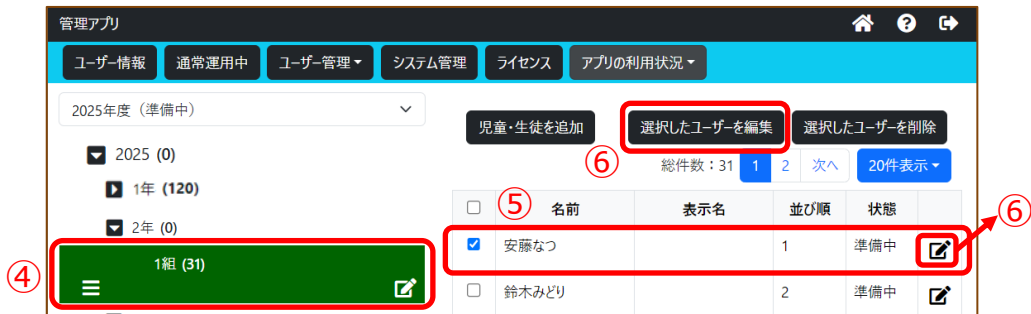 管理アプリ
ユーザー情報 通常運用中 ユーザー管理 システム管理 ライセンス アプリの利用状況
2025年度（準備中）
児童・生徒を追加 選択したユーザーを編集 選択したユーザーを削除
2025 (0)
⑥ 総件数：31 1 2 次へ 20件表示
1年 (120)
⑤ 名前 表示名 並び順 状態 ⑥
2年 (0)
安藤なつ 1 準備中
④ 1組 (31)
鈴木みどり 2 準備中